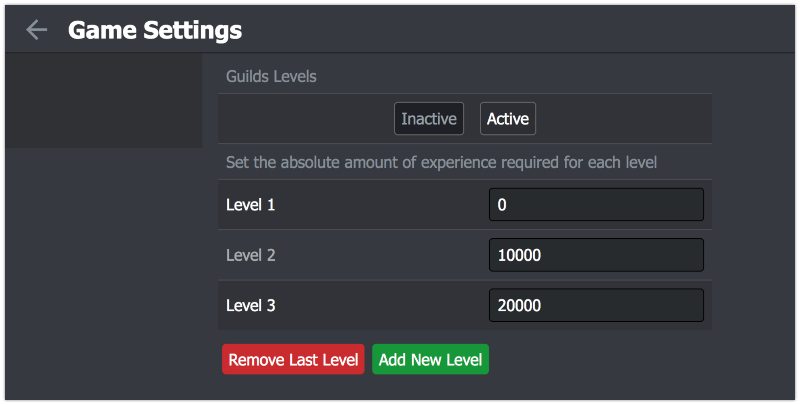 Game Settings
Guilds Levels
Inactive Active
Set the absolute amount of experience required for each level
Level 1 0
Level 2 10000
Level 3 20000
Remove Last Level Add New Level